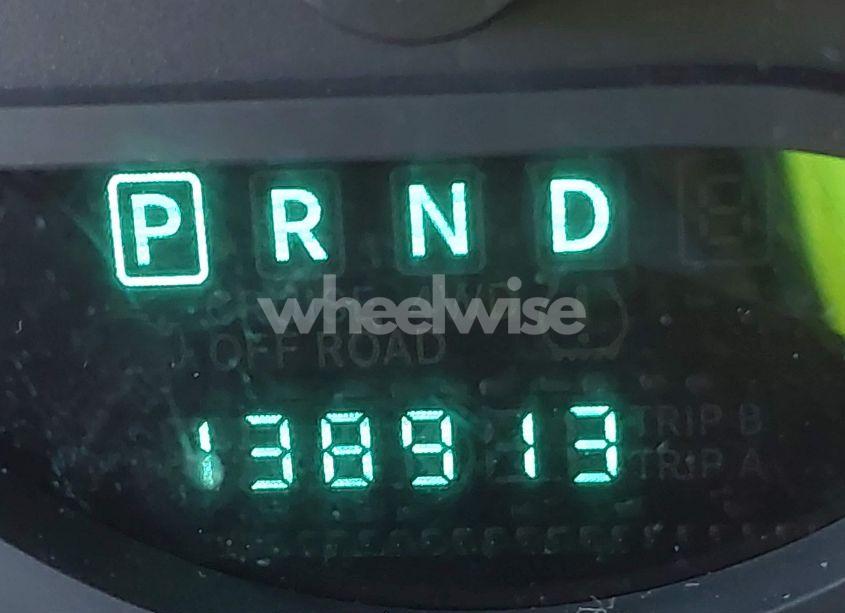 P R N D
wheelwise
OFF ROAD
138913
TRIP B
TRIP A